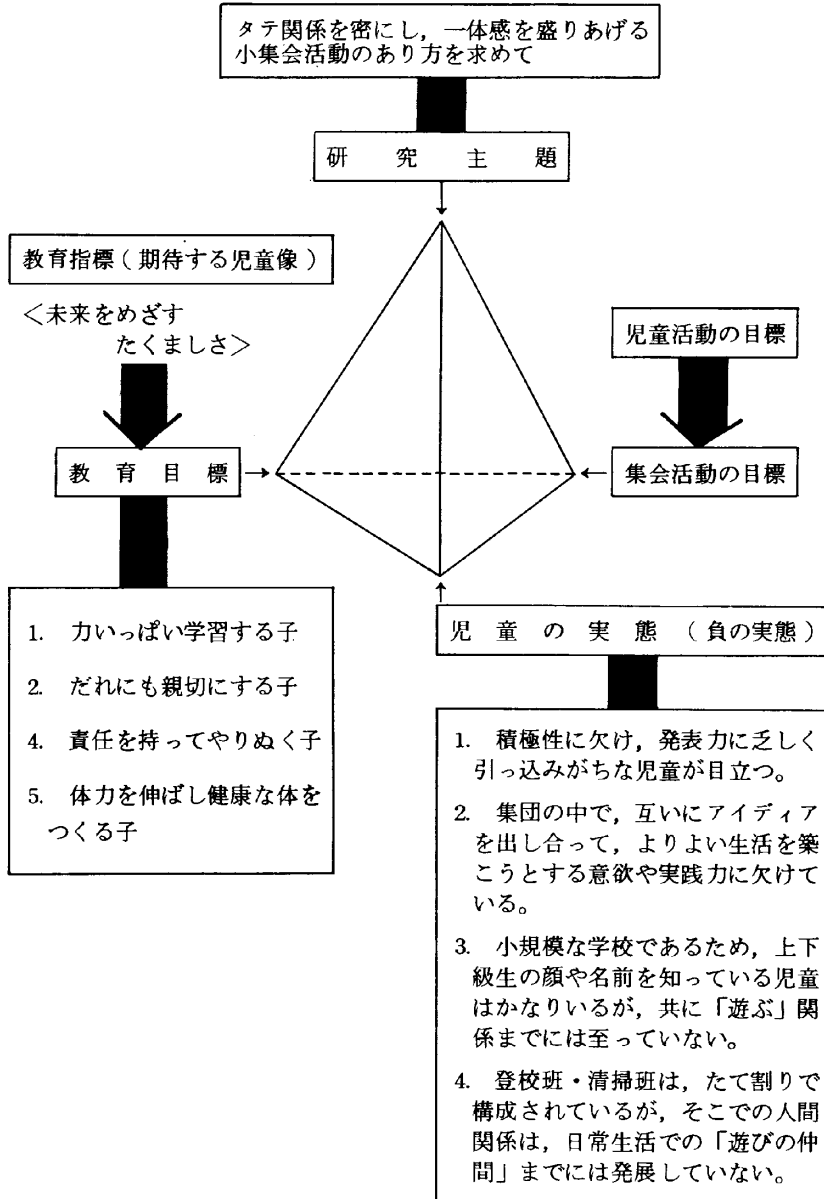 タテ関係を密にし，一体感を盛りあげる
小集会活動のあり方を求めて
研究主題
教育指標（期待する児童像）
＜未来をめざす
たくましさ＞
児童活動の目標
教育目標
集会活動の目標
1. 力いっぱい学習する子
2. だれにも親切にする子
4.責任を持ってやりぬく子
5. 体力を伸ばし健康な体を
つくる子
児童の実態（負の実態）
1. 積極性に欠け，発表力に乏しく
引っ込みがちな児童が目立つ。
2. 集団の中で，互いにアイディア
を出し合って，よりよい生活を築
こうとする意欲や実践力に欠けて
いる。
3. 小規模な学校であるため，上下
級生の顔や名前を知っている児童
はかなりいるが，共に「遊ぶ」関
係までには至っていない。
4. 登校班・清掃班は，たて割りで
構成されているが，そこでの人間
関係は，日常生活での「遊びの仲
間」までには発展していない。